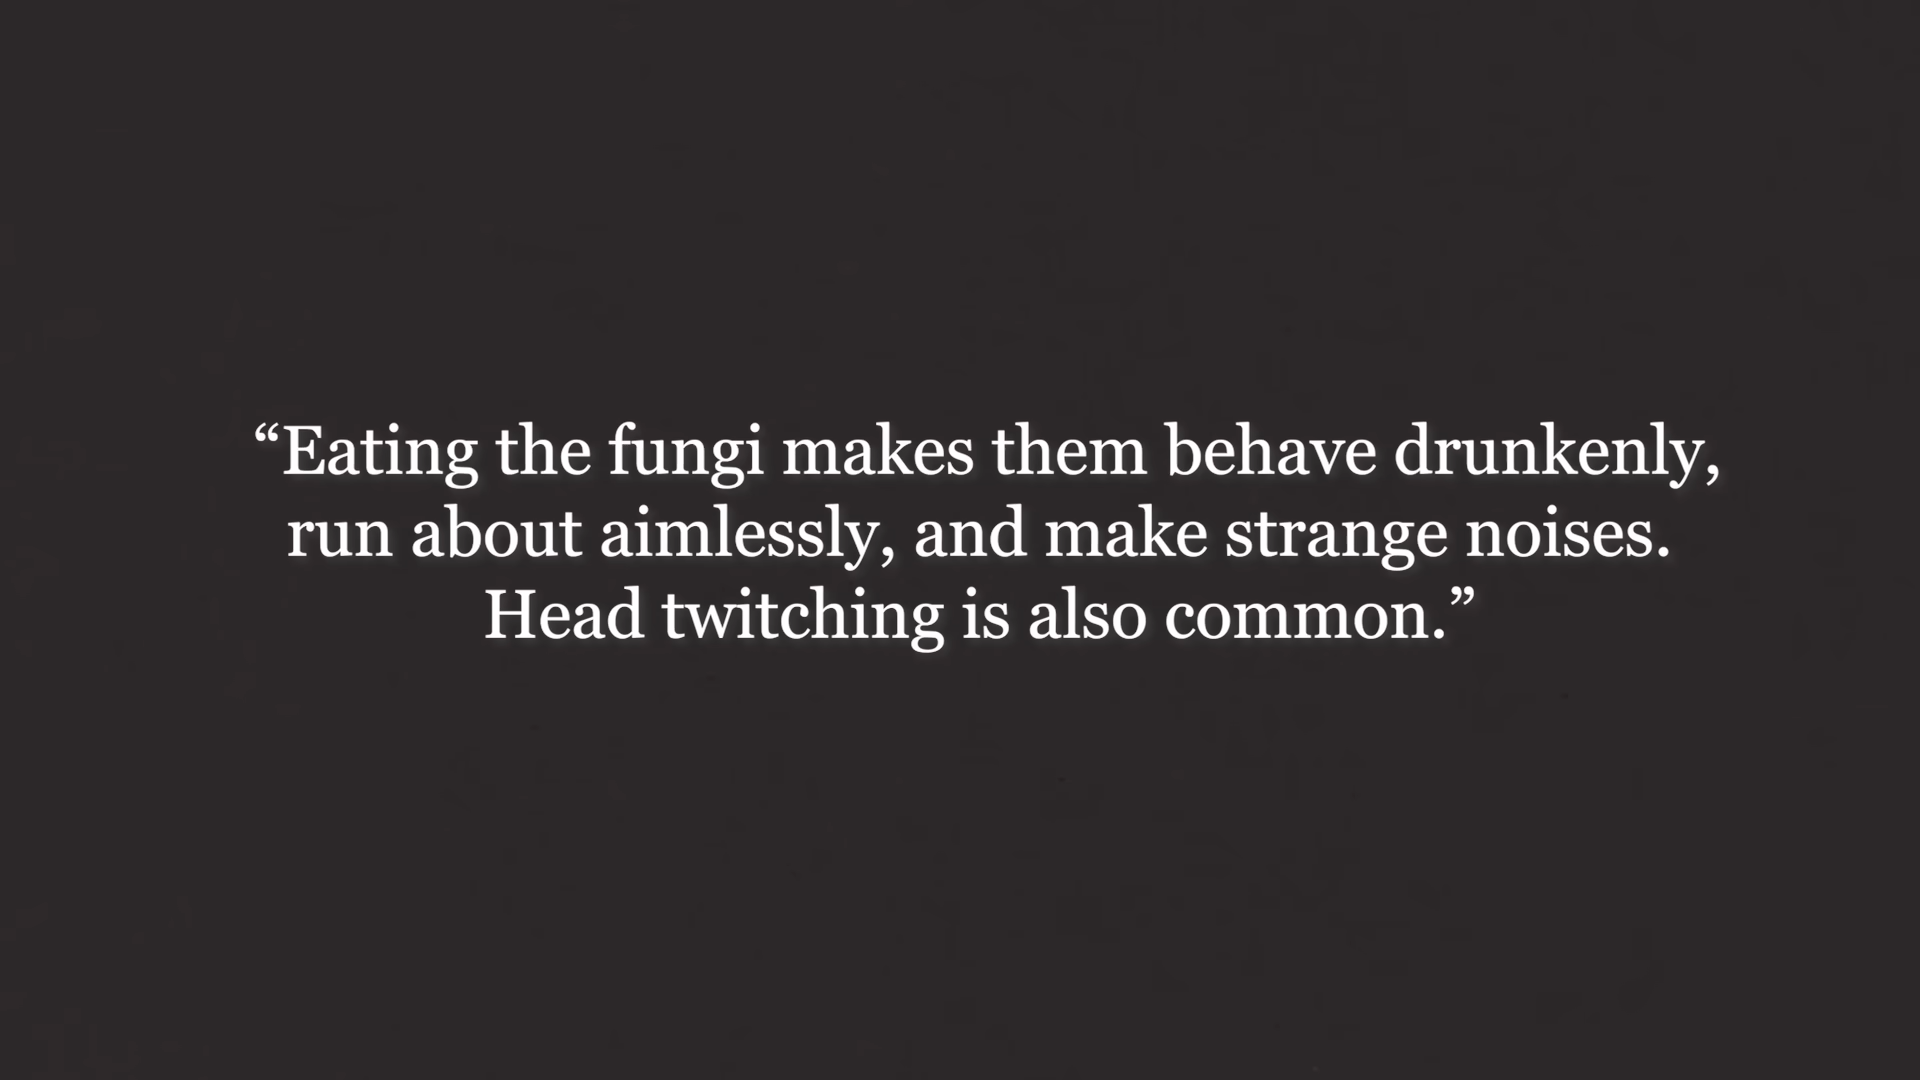 “Eating the fungi makes them behave drunkenly,
run about aimlessly, and make strange noises.
Head twitching is also common.”